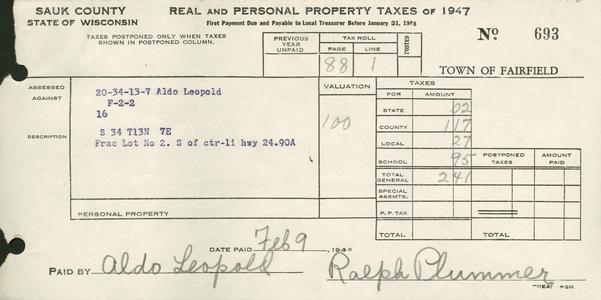 SAUK COUNTY
STATE OF WISCONSIN
REAL AND PERSONAL PROPERTY TAXES OF 1947
First Payment Due and Payable to Local Treasurer Before January 31, 1948
TAXES POSTPONED ONLY WHEN TAXES
SHOWN IN POSTPONED COLUMN.
PREVIOUS
YEAR
UNPAID
TAX ROLL
PAGE LINE
88 1
No 693
TOWN OF FAIRFIELD
ASSESSED
AGAINST
20-34-13-7 Aldo Leopold
F-2-2
16
DESCRIPTION
S 34 T13N 7E
Frac Lot No 2. S of ctr-li hwy 24.90A
PERSONAL PROPERTY
VALUATION
100
TAXES
FOR AMOUNT
STATE 02
COUNTY 1 17
LOCAL 27
SCHOOL 95
POSTPONED
TAXES
AMOUNT
PAID
TOTAL
GENERAL 2 41
SPECIAL
ASSMTS.
P.P. TAX
TOTAL TOTAL
DATE PAID Feb 9, 1948
PAID BY Aldo Leopold Ralph Plummer